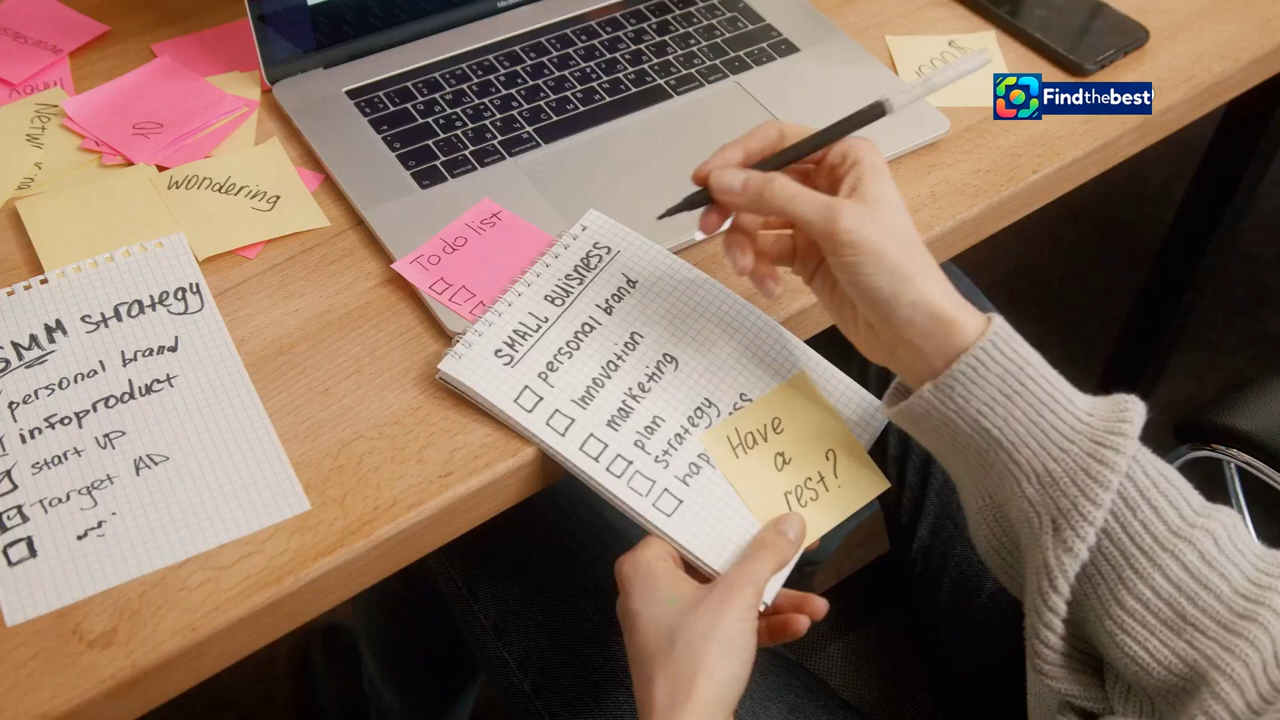 wondering
SMM strategy
personal brand
infoproduct
start UP
Target AD
To do list
SMALL BUISNESS
personal brand
Innovation
marketing
plan
strategy
Have
a
rest?
Findthebest